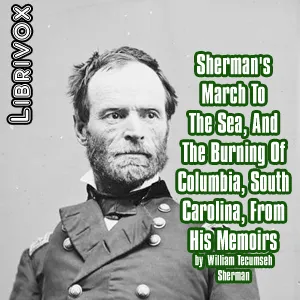 Librivox
Sherman's
March To
The Sea, And
The Burning Of
Columbia, South
Carolina, From
His Memoirs
by William Tecumseh
Sherman